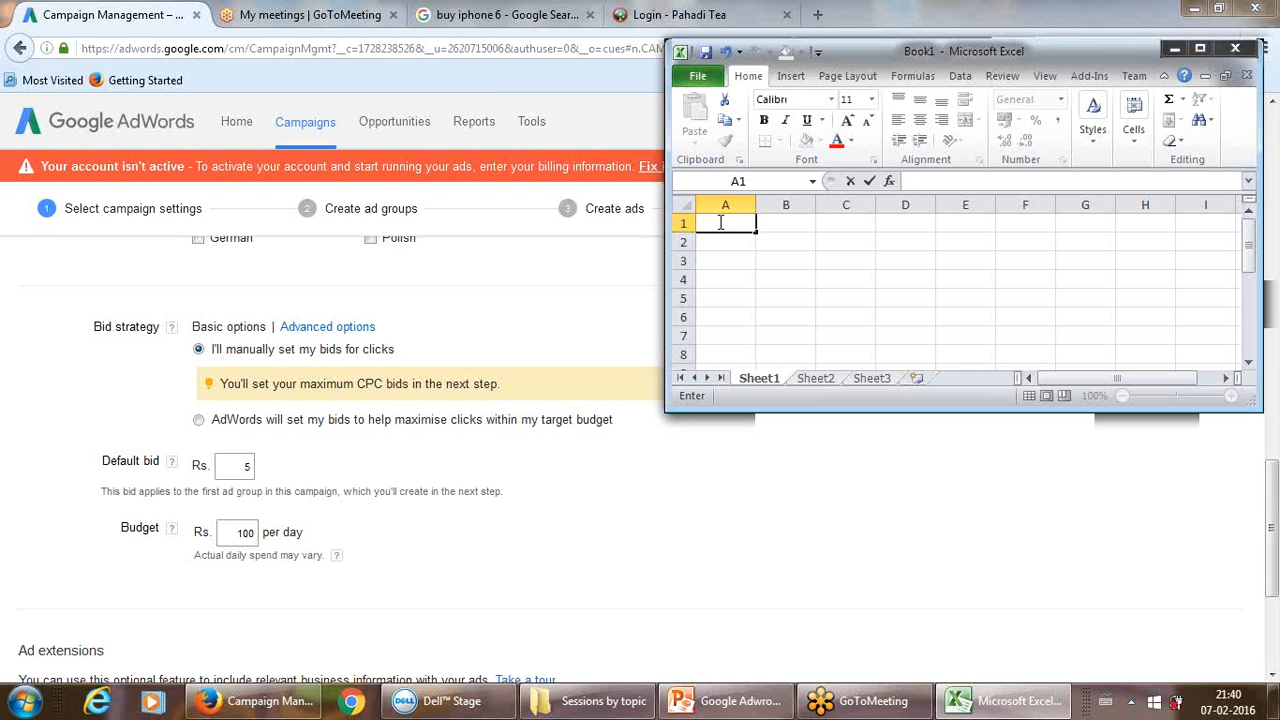 Campaign Management – ...
My meetings | GoToMeeting
buy iphone 6 - Google Sear...
Login - Pahadi Tea
https://adwords.google.com/cm/CampaignMgmt?__c=1728238526&__u=2620715006&authuser=0&__o=cues#n.CAM
Most Visited
Getting Started
Google AdWords
Home
Campaigns
Opportunities
Reports
Tools
Your account isn't active - To activate your account and start running your ads, enter your billing information. Fix i
1 Select campaign settings
2 Create ad groups
3 Create ads
German
Polish
Bid strategy ?
Basic options | Advanced options
I'll manually set my bids for clicks
You'll set your maximum CPC bids in the next step.
AdWords will set my bids to help maximise clicks within my target budget
Default bid ? Rs. 5
This bid applies to the first ad group in this campaign, which you'll create in the next step.
Budget ? Rs. 100 per day
Actual daily spend may vary. ?
Ad extensions
You can use this optional feature to include relevant business information with your ads. Take a tour
Book1 - Microsoft Excel
File Home Insert Page Layout Formulas Data Review View Add-Ins Team
Paste
Calibri 11
B I U
General
Styles
Cells
Clipboard Font Alignment Number Editing
A1 fx
A B C D E F G H I
1
2
3
4
5
6
7
8
Sheet1 Sheet2 Sheet3
Enter
100%
Campaign Man...
Dell™ Stage
Sessions by topic
Google Adwro...
GoToMeeting
Microsoft Excel...
21:40
07-02-2016